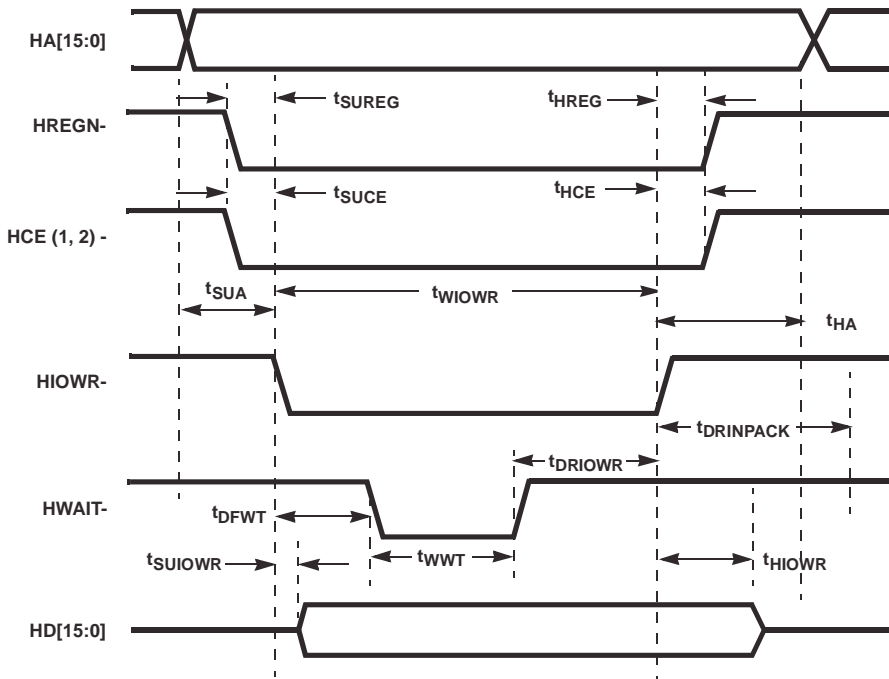 HA[15:0]
tSUREG
tHREG
HREGN-
tSUCE
tHCE
HCE (1, 2) -
tSUA
tWIOWR
tHA
HIOWR-
tDRINPACK
tDRIOWR
HWAIT-
tDFWT
tSUIOWR
tWWT
tHIOWR
HD[15:0]